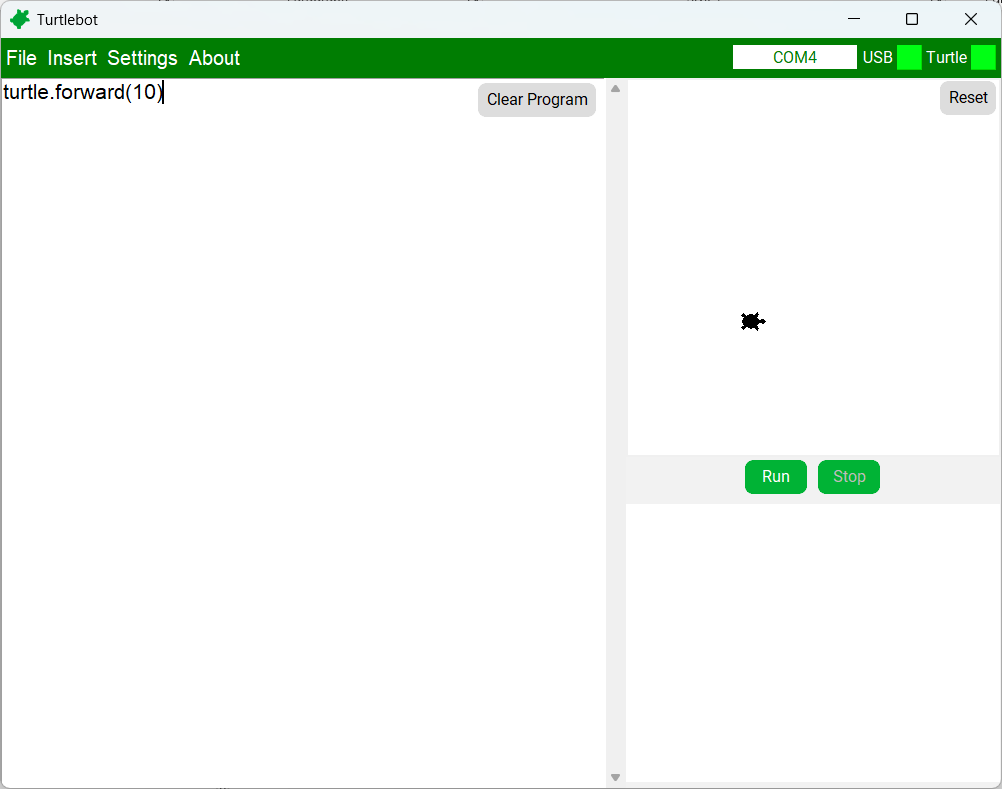 Turtlebot
File Insert Settings About COM4 USB Turtle
turtle.forward(10)
Clear Program
Reset
Run Stop